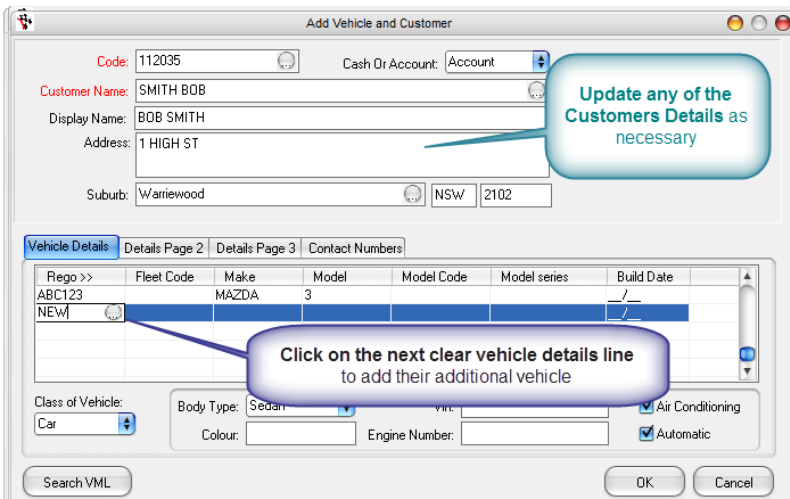 Add Vehicle and Customer
Code: 112035 Cash Or Account: Account
Customer Name: SMITH BOB
Display Name: BOB SMITH
Address: 1 HIGH ST
Suburb: Warriewood NSW 2102
Update any of the
Customers Details as
necessary
Vehicle Details Details Page 2 Details Page 3 Contact Numbers
Rego >> Fleet Code Make Model Model Code Model series Build Date
ABC123 MAZDA 3 __/__
NEW __/__
Click on the next clear vehicle details line
to add their additional vehicle
Class of Vehicle: Body Type: Sedan Air Conditioning
Car Colour: Engine Number: Automatic
Search VML OK Cancel